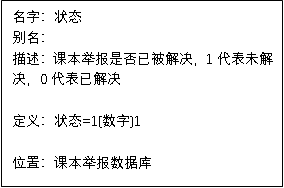 名字：状态
别名：
描述：课本举报是否已被解决，1 代表未解
决，0 代表已解决
定义：状态=1{数字}1
位置：课本举报数据库